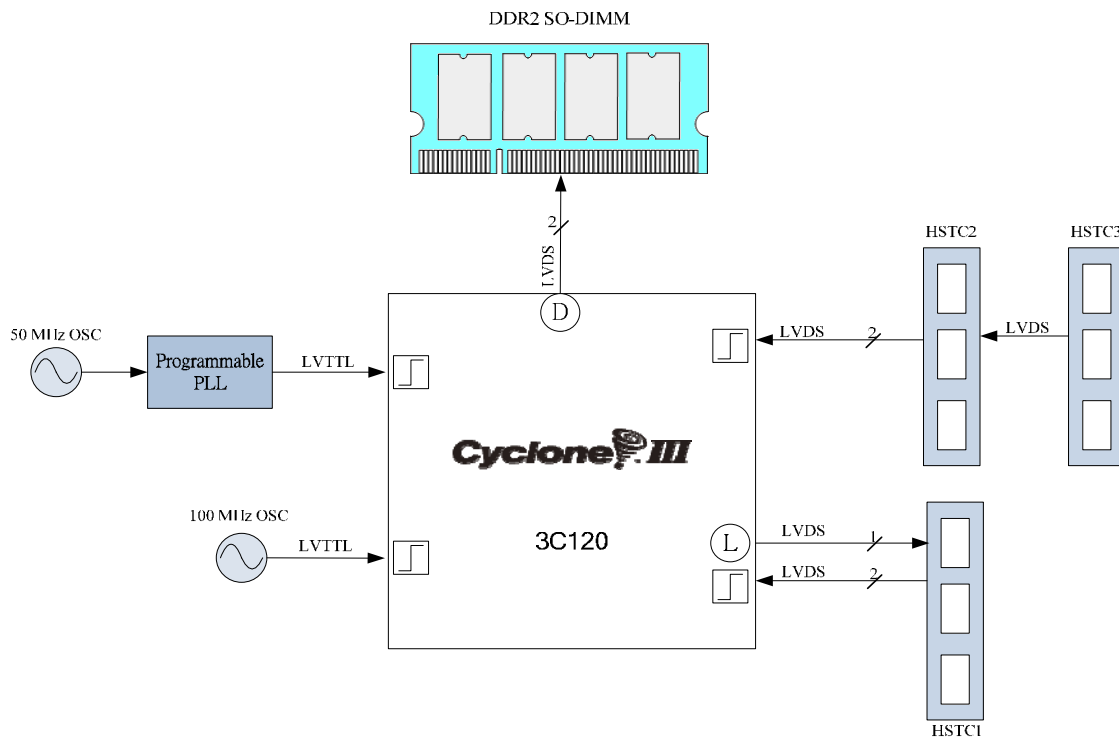 DDR2 SO-DIMM
2
LVDS
D
HSTC2
HSTC3
50 MHz OSC
Programmable
PLL
LVTTL
LVDS
2
LVDS
Cyclone III
100 MHz OSC
LVTTL
3C120
L
LVDS
1
LVDS
2
HSTC1